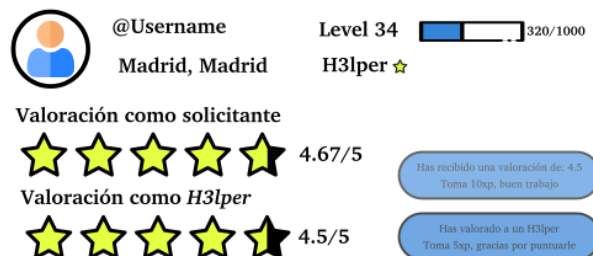 @Username
Level 34
320/1000
Madrid, Madrid
H3lper
Valoración como solicitante
4.67/5
Has recibido una valoración de: 4.5
Toma 10xp, buen trabajo
Valoración como H3lper
4.5/5
Has valorado a un H3lper
Toma 5xp, gracias por puntuarle